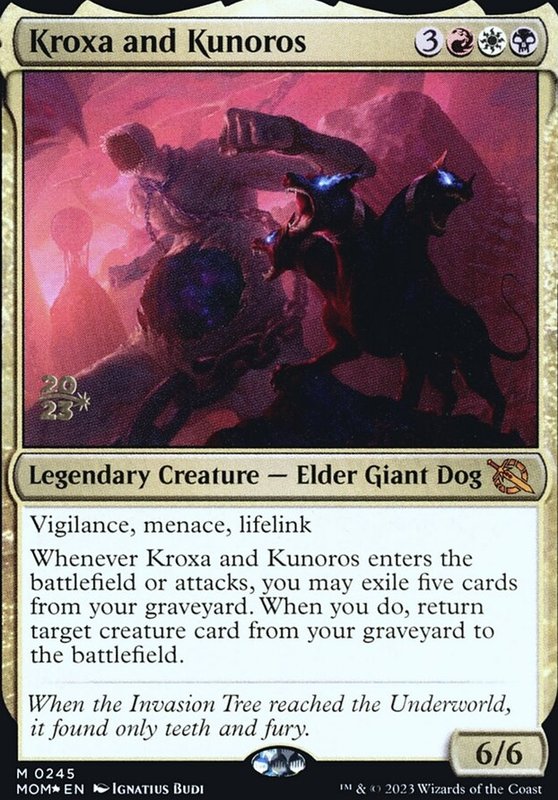 Kroxa and Kunoros 3
20
23
Legendary Creature — Elder Giant Dog
Vigilance, menace, lifelink
Whenever Kroxa and Kunoros enters the
battlefield or attacks, you may exile five cards
from your graveyard. When you do, return
target creature card from your graveyard to
the battlefield.
When the Invasion Tree reached the Underworld,
it found only teeth and fury.
6/6
M 0245
MOM★EN Ignatius Budi
™ & © 2023 Wizards of the Coast